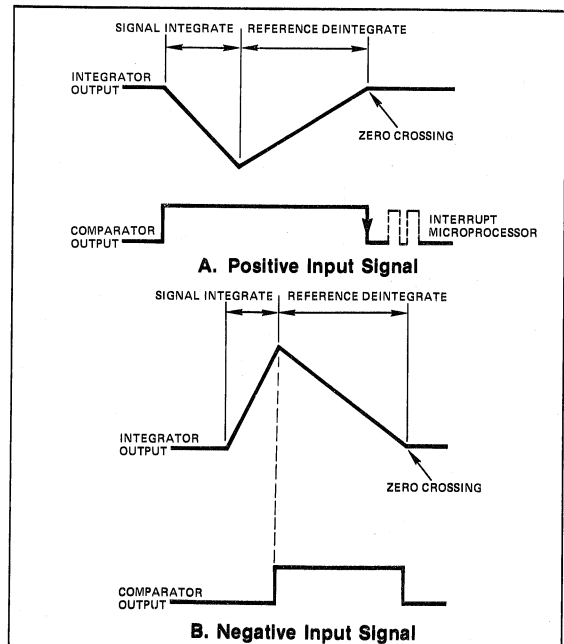 SIGNAL INTEGRATE
REFERENCE DEINTEGRATE
INTEGRATOR
OUTPUT
ZERO CROSSING
COMPARATOR
OUTPUT
INTERRUPT
MICROPROCESSOR
A. Positive Input Signal
SIGNAL INTEGRATE
REFERENCE DEINTEGRATE
INTEGRATOR
OUTPUT
ZERO CROSSING
COMPARATOR
OUTPUT
B. Negative Input Signal